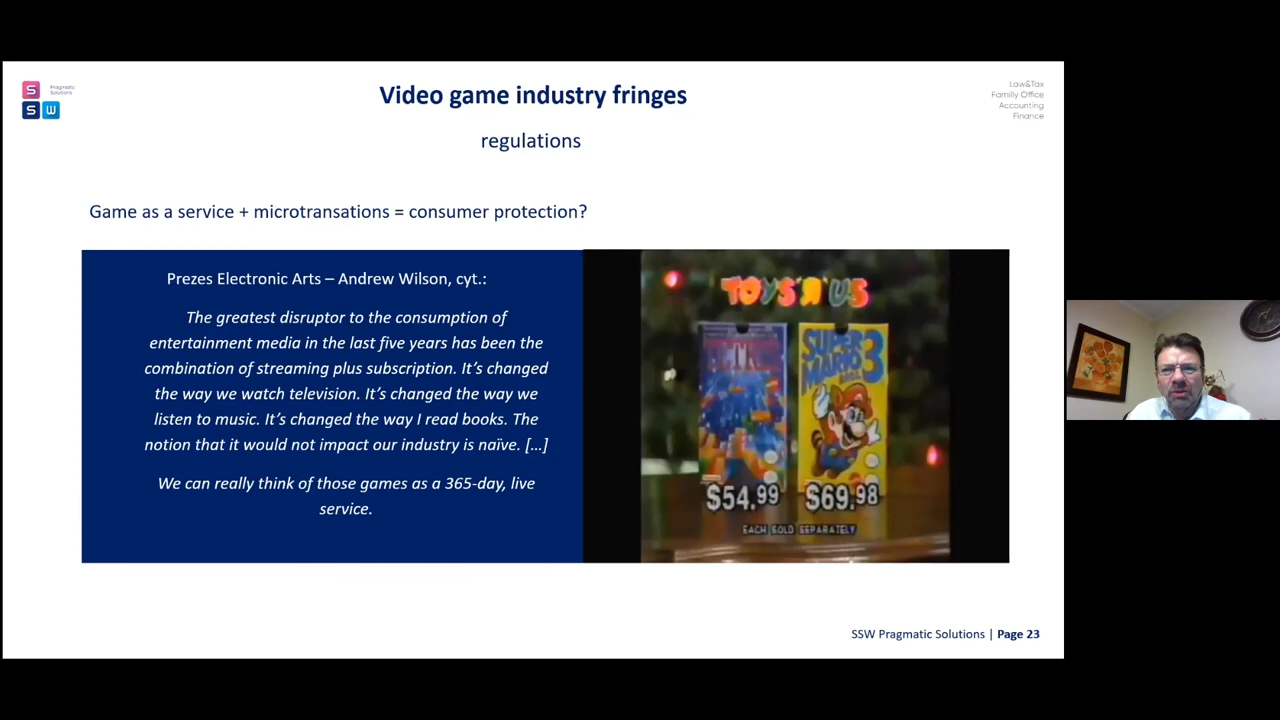 S
Pragmatic
Solutions
S W
Video game industry fringes
regulations
Law&Tax
Familly Office
Accounting
Finance
Game as a service + microtransations = consumer protection?
Prezes Electronic Arts – Andrew Wilson, cyt.:
The greatest disruptor to the consumption of
entertainment media in the last five years has been the
combination of streaming plus subscription. It’s changed
the way we watch television. It’s changed the way we
listen to music. It’s changed the way I read books. The
notion that it would not impact our industry is naïve. […]
We can really think of those games as a 365-day, live
service.
TOYS"R"US
SUPER
MARIO
3
$54.99
$69.98
EACH SOLD SEPARATELY
SSW Pragmatic Solutions | Page 23